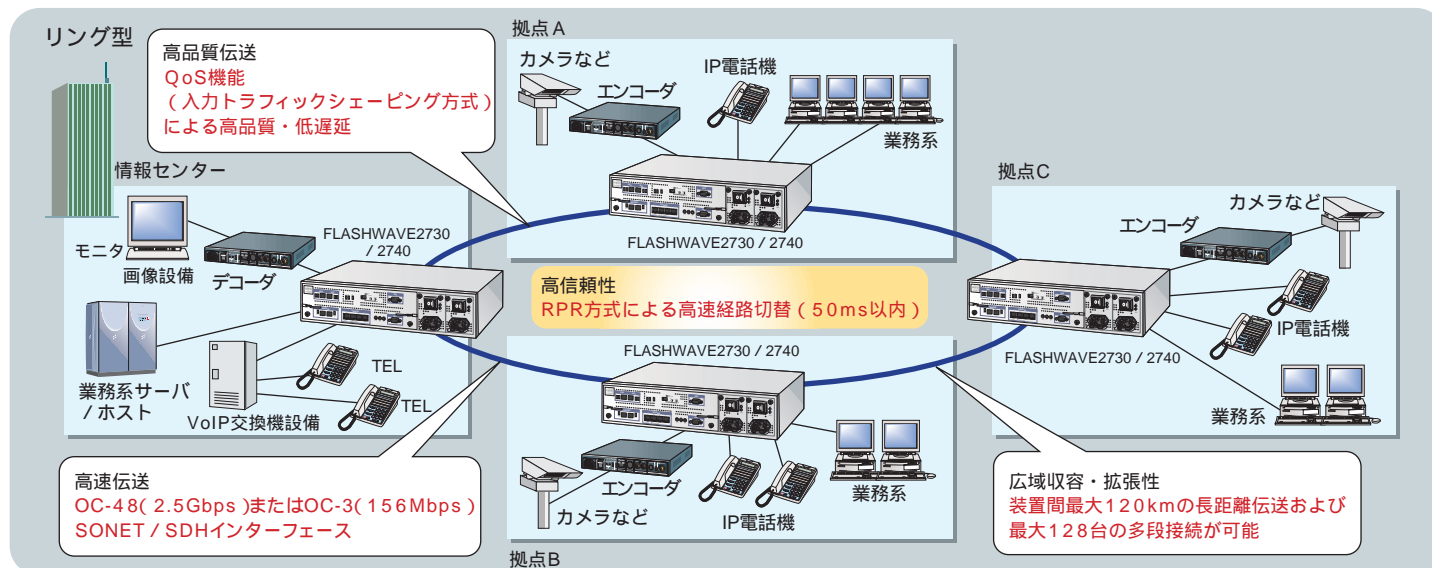 リング型
高品質伝送
QoS機能
(入力トラフィックシェーピング方式)
による高品質・低遅延
拠点A
カメラなど
エンコーダ
IP電話機
業務系
FLASHWAVE2730 / 2740
情報センター
モニタ
画像設備
デコーダ
FLASHWAVE2730
/ 2740
業務系サーバ
/ ホスト
VoIP交換機設備
TEL
TEL
高信頼性
RPR方式による高速経路切替(50ms以内)
拠点C
エンコーダ
カメラなど
IP電話機
FLASHWAVE2730 / 2740
業務系
FLASHWAVE2730 / 2740
エンコーダ
カメラなど
IP電話機
業務系
拠点B
高速伝送
OC-48(2.5Gbps)またはOC-3(156Mbps)
SONET / SDHインターフェース
広域収容・拡張性
装置間最大120kmの長距離伝送および
最大128台の多段接続が可能